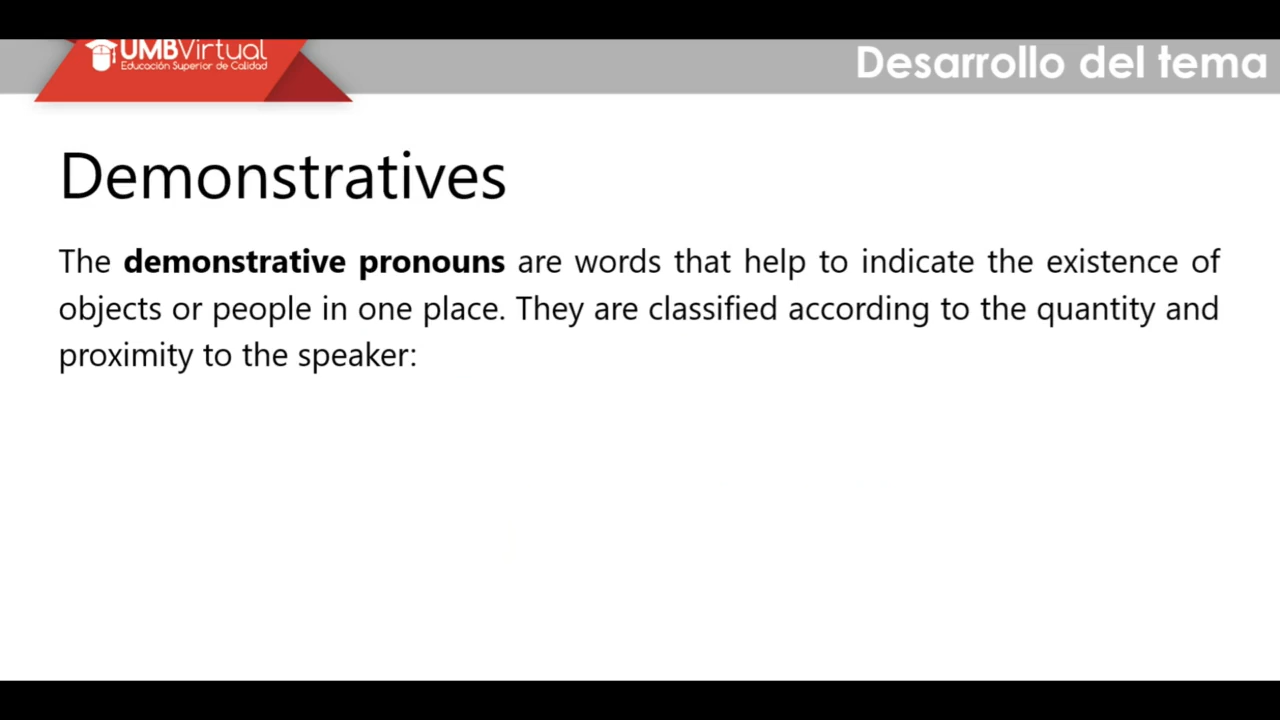 UMBVirtual
Educación Superior de Calidad
Desarrollo del tema
Demonstratives
The demonstrative pronouns are words that help to indicate the existence of
objects or people in one place. They are classified according to the quantity and
proximity to the speaker: